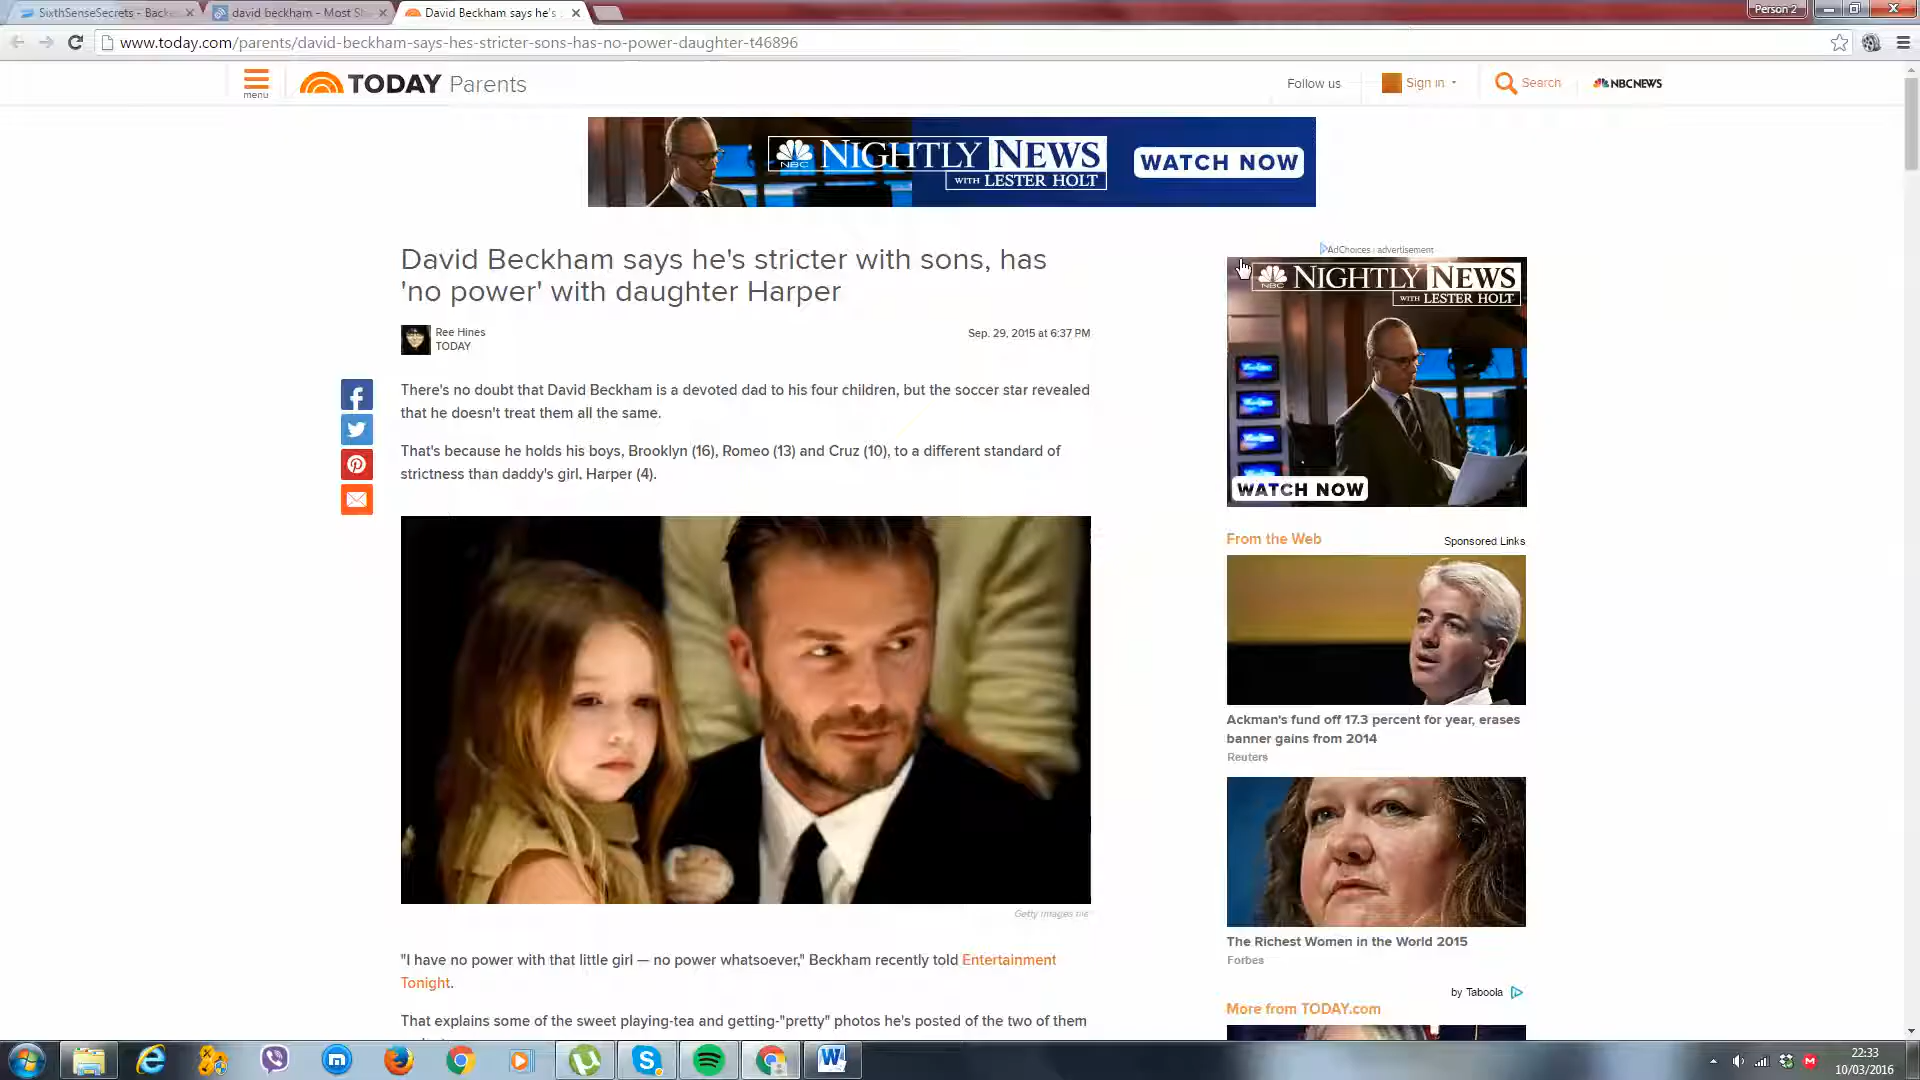 SixthSenseSecrets - Backe
david beckham - Most Sh
David Beckham says he's
Person 2
www.today.com/parents/david-beckham-says-hes-stricter-sons-has-no-power-daughter-t46896
menu
TODAY Parents
Follow us
Sign in
Search
NBCNEWS
NBC
NIGHTLY NEWS
WITH LESTER HOLT
WATCH NOW
David Beckham says he's stricter with sons, has
'no power' with daughter Harper
Ree Hines
TODAY
Sep. 29, 2015 at 6:37 PM
There's no doubt that David Beckham is a devoted dad to his four children, but the soccer star revealed
that he doesn't treat them all the same.
That's because he holds his boys, Brooklyn (16), Romeo (13) and Cruz (10), to a different standard of
strictness than daddy's girl, Harper (4).
Getty Images file
"I have no power with that little girl — no power whatsoever," Beckham recently told Entertainment
Tonight.
That explains some of the sweet playing-tea and getting-"pretty" photos he's posted of the two of them
AdChoices | advertisement
NBC
NIGHTLY NEWS
WITH LESTER HOLT
WATCH NOW
From the Web
Sponsored Links
Ackman's fund off 17.3 percent for year, erases
banner gains from 2014
Reuters
The Richest Women in the World 2015
Forbes
by Taboola
More from TODAY.com
22:33
10/03/2016